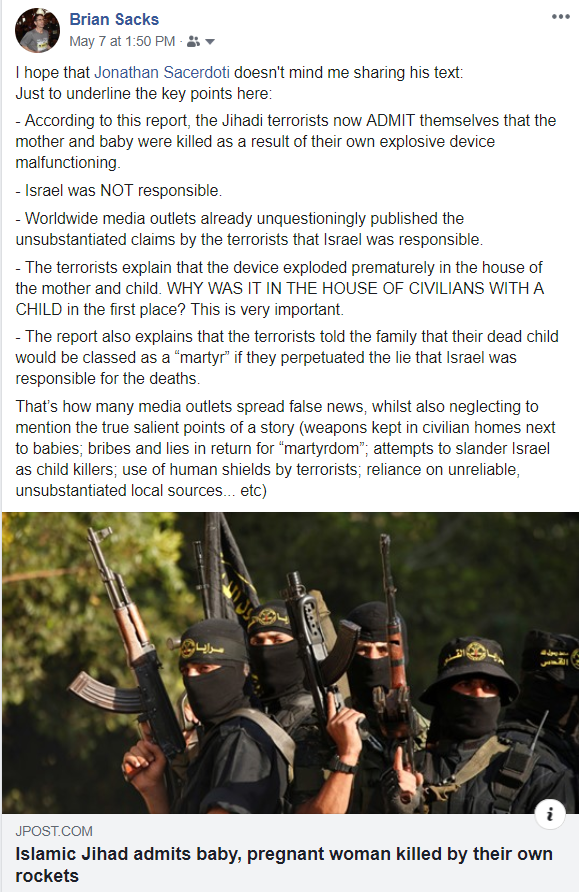 Brian Sacks
May 7 at 1:50 PM ·
I hope that Jonathan Sacerdoti doesn't mind me sharing his text:
Just to underline the key points here:
- According to this report, the Jihadi terrorists now ADMIT themselves that the
mother and baby were killed as a result of their own explosive device
malfunctioning.
- Israel was NOT responsible.
- Worldwide media outlets already unquestioningly published the
unsubstantiated claims by the terrorists that Israel was responsible.
- The terrorists explain that the device exploded prematurely in the house of
the mother and child. WHY WAS IT IN THE HOUSE OF CIVILIANS WITH A
CHILD in the first place? This is very important.
- The report also explains that the terrorists told the family that their dead child
would be classed as a “martyr” if they perpetuated the lie that Israel was
responsible for the deaths.
That’s how many media outlets spread false news, whilst also neglecting to
mention the true salient points of a story (weapons kept in civilian homes next
to babies; bribes and lies in return for “martyrdom”; attempts to slander Israel
as child killers; use of human shields by terrorists; reliance on unreliable,
unsubstantiated local sources... etc)
JPOST.COM
Islamic Jihad admits baby, pregnant woman killed by their own
rockets